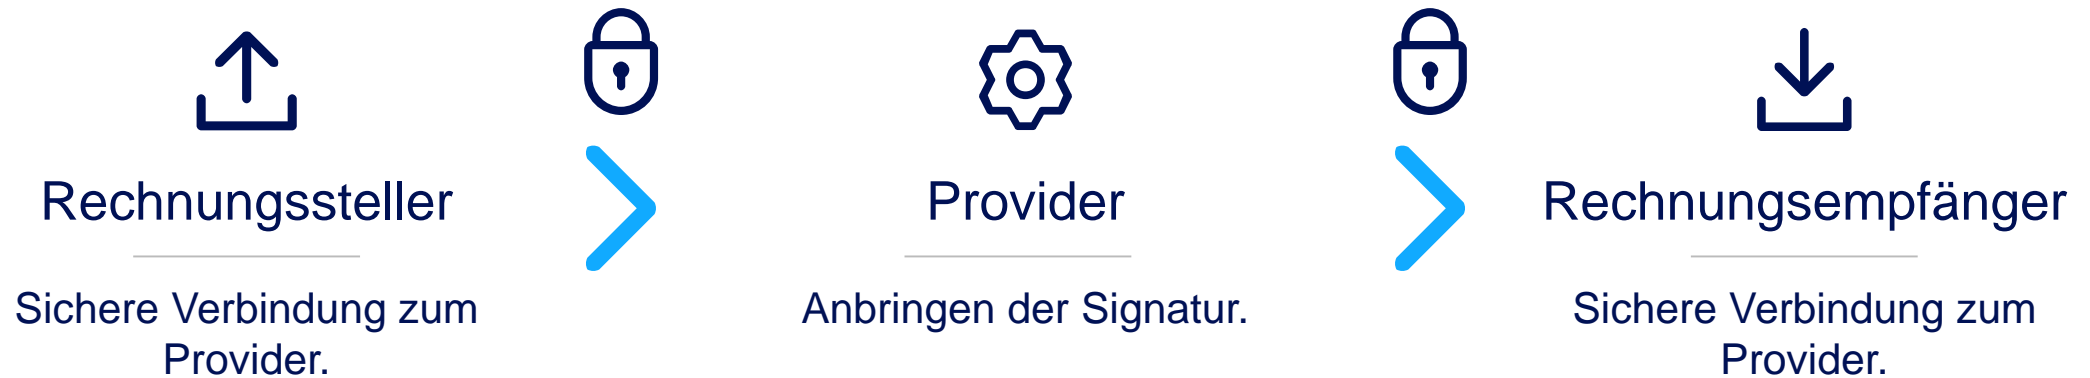 Rechnungssteller
Sichere Verbindung zum
Provider.
Provider
Anbringen der Signatur.
Rechnungsempfänger
Sichere Verbindung zum
Provider.